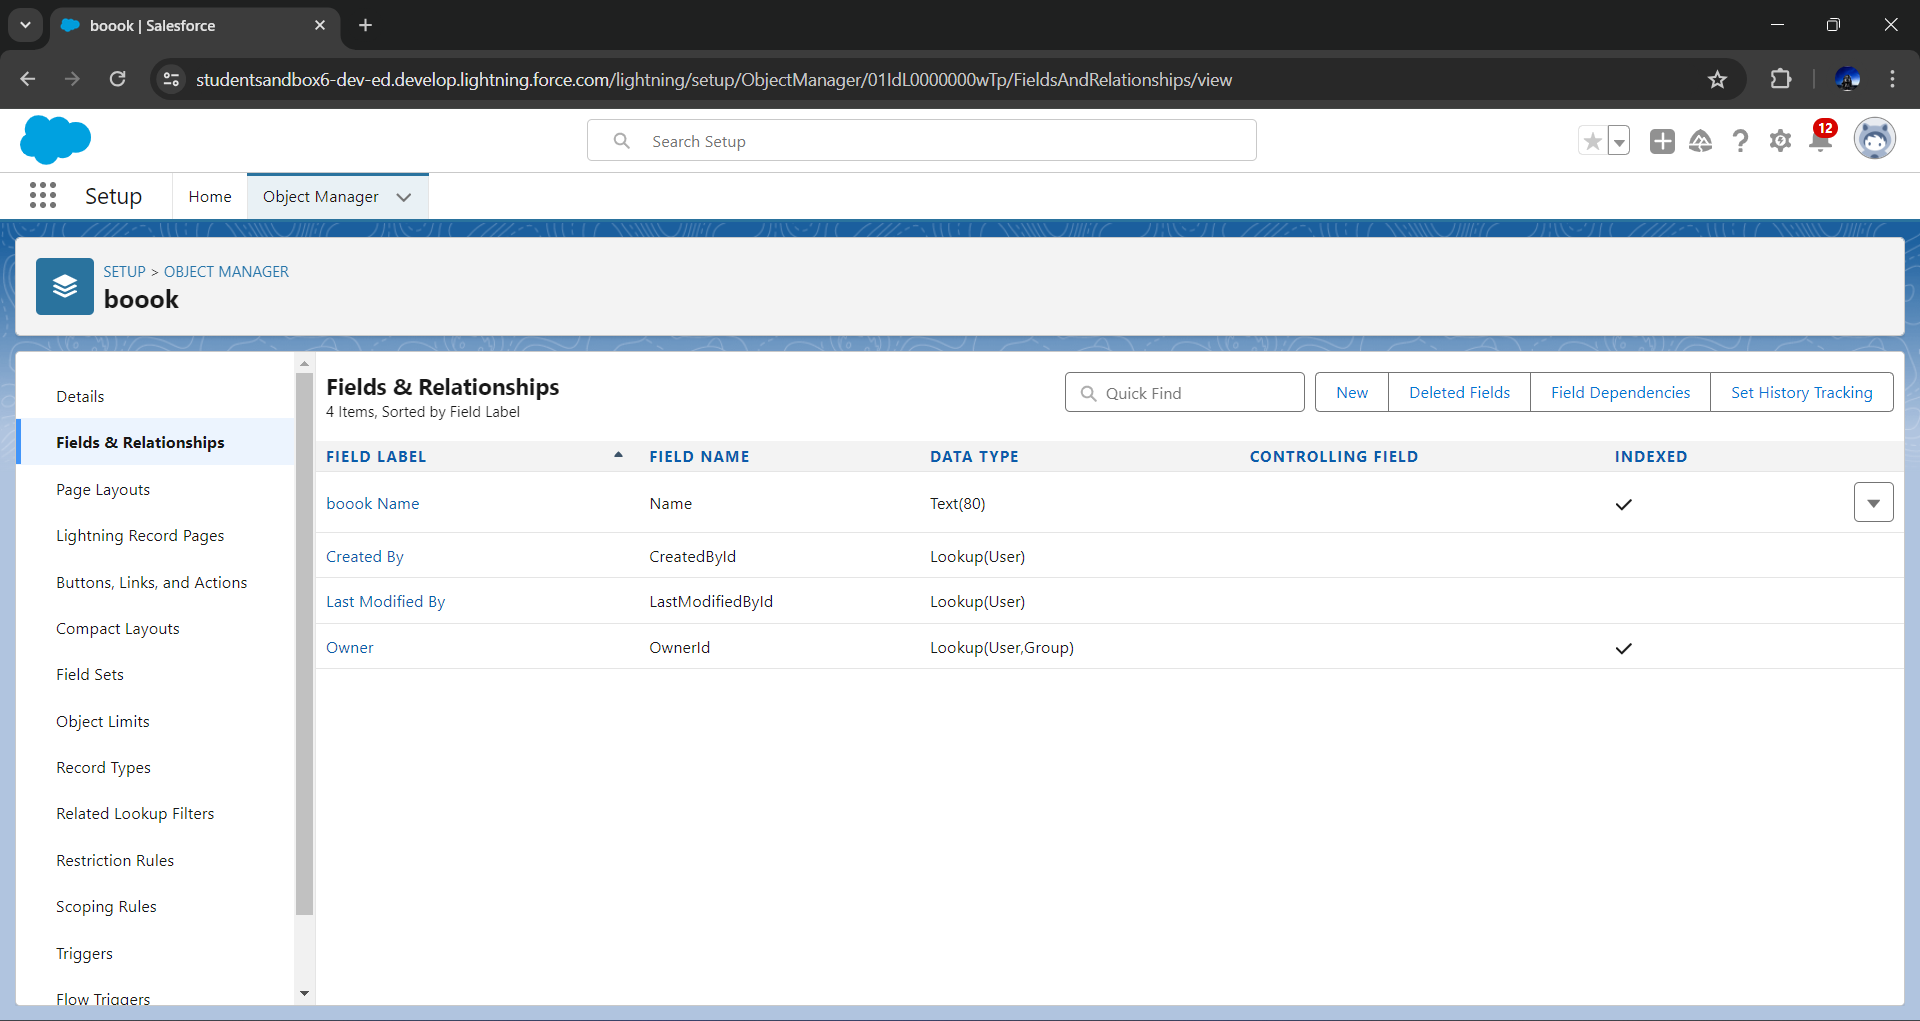 boook | Salesforce
studentsandbox6-dev-ed.develop.lightning.force.com/lightning/setup/ObjectManager/01IdL0000000wTp/FieldsAndRelationships/view
Search Setup
12
Setup
Home
Object Manager
SETUP > OBJECT MANAGER
boook
Details
Fields & Relationships
Page Layouts
Lightning Record Pages
Buttons, Links, and Actions
Compact Layouts
Field Sets
Object Limits
Record Types
Related Lookup Filters
Restriction Rules
Scoping Rules
Triggers
Flow Triggers
Fields & Relationships
4 Items, Sorted by Field Label
Quick Find
New
Deleted Fields
Field Dependencies
Set History Tracking
FIELD LABEL FIELD NAME DATA TYPE CONTROLLING FIELD INDEXED
boook Name Name Text(80)
Created By CreatedById Lookup(User)
Last Modified By LastModifiedById Lookup(User)
Owner OwnerId Lookup(User,Group)